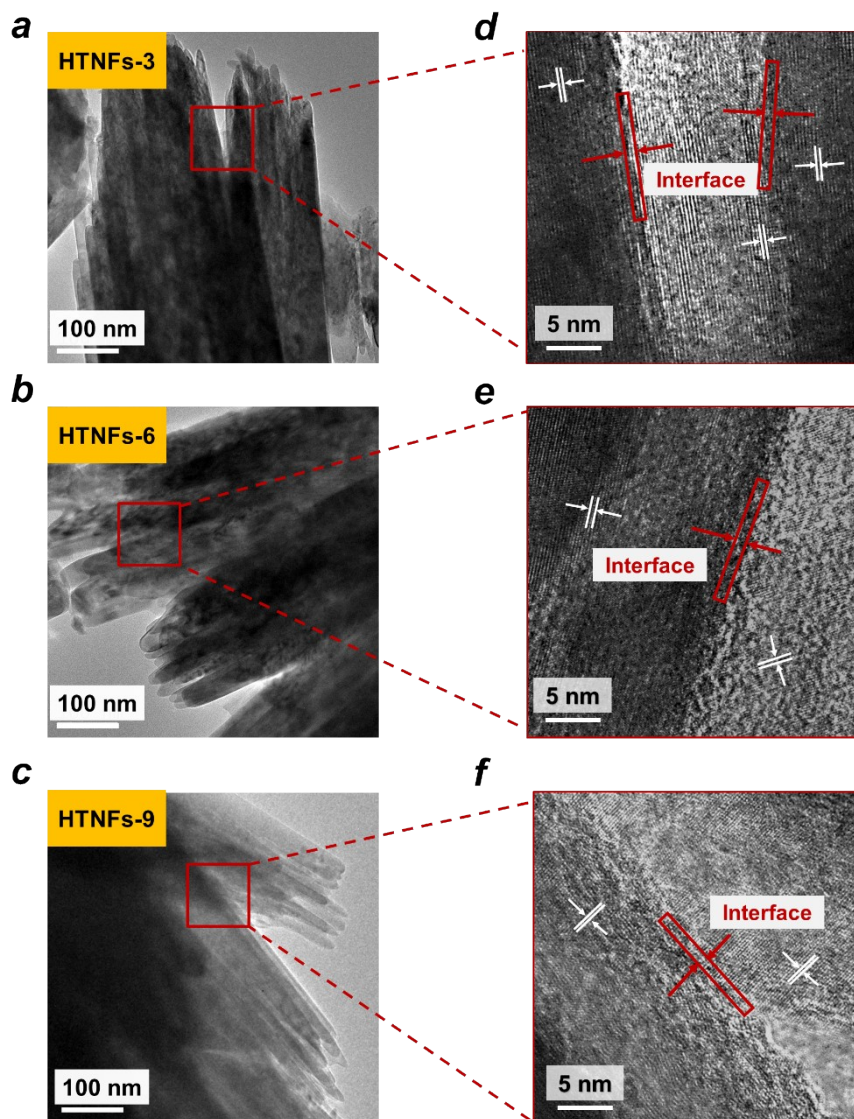 a
HTNFs-3
100 nm
d
Interface
5 nm
b
HTNFs-6
100 nm
e
Interface
5 nm
c
HTNFs-9
100 nm
f
Interface
5 nm